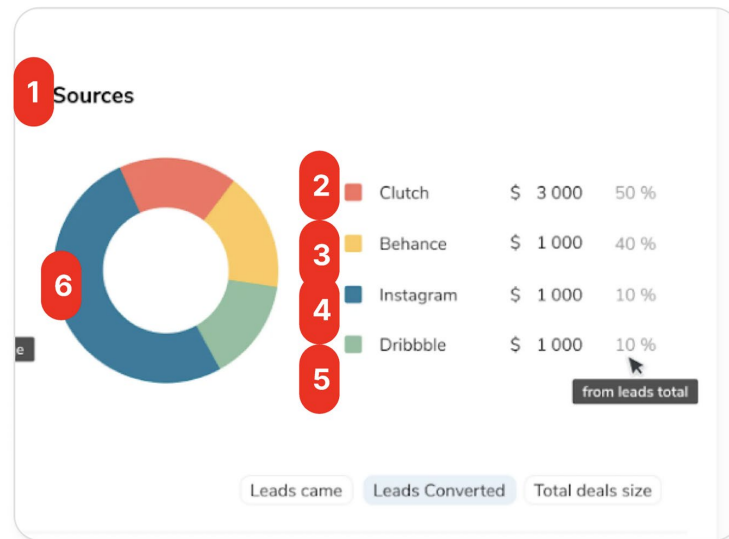 1 Sources
2 Clutch $ 3 000 50 %
3 Behance $ 1 000 40 %
6
4 Instagram $ 1 000 10 %
e
5 Dribbble $ 1 000 10 %
from leads total
Leads came Leads Converted Total deals size